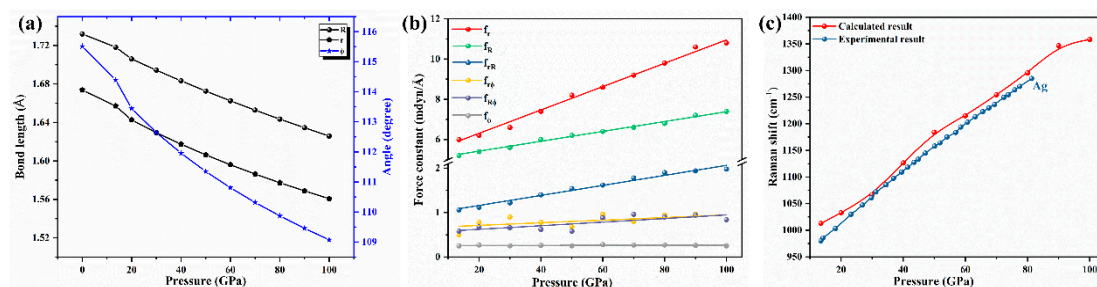 (a)
1.72
1.68
1.64
1.60
1.56
1.52
Bond length (Å)
0
20
40
60
80
100
Pressure (GPa)
R
r
ϕ
116
115
114
113
112
111
110
109
Angle (degree)
(b)
fr
fR
frR
frϕ
fRϕ
10
8
6
2
1
0
Force constant (mdyn/Å)
20
40
60
80
100
Pressure (GPa)
(c)
Calculated result
Experimental result
Ag
1400
1350
1300
1250
1200
1150
1100
1050
1000
950
Raman shift (cm-1)
20
40
60
80
100
Pressure (GPa)